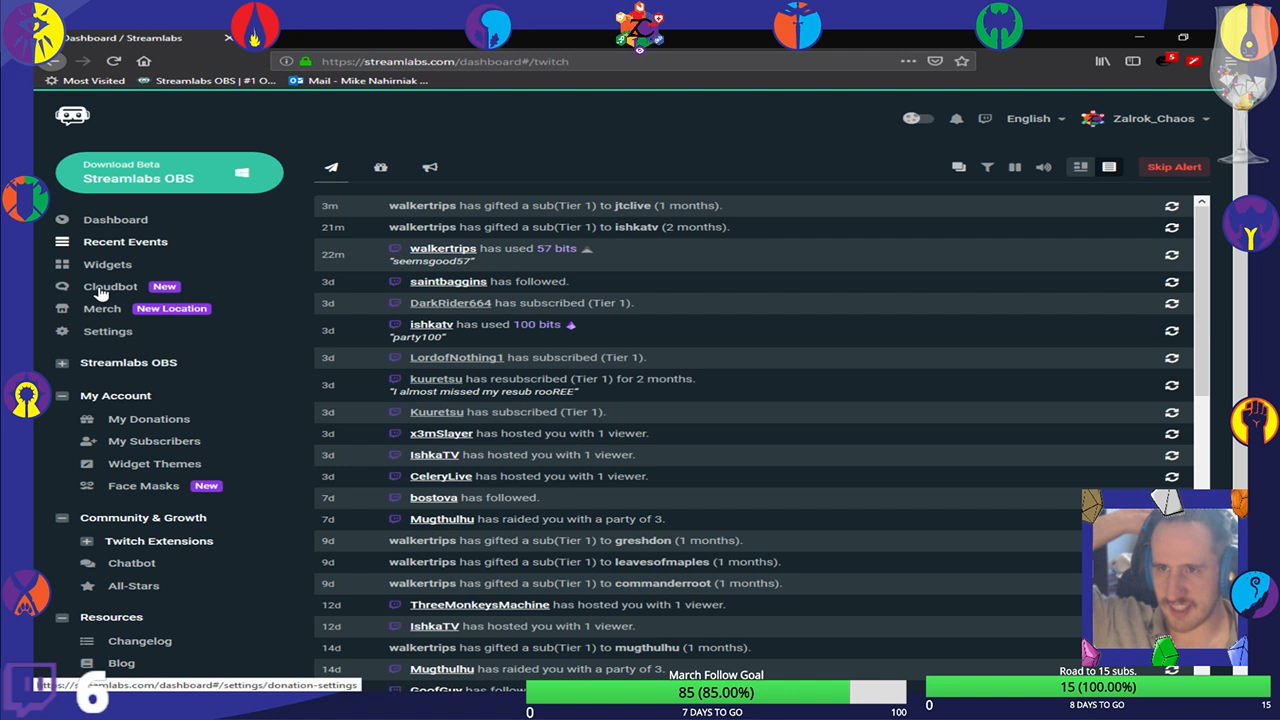 Dashboard / Streamlabs
https://streamlabs.com/dashboard#/twitch
Most Visited
Streamlabs OBS | #1 O...
Mail - Mike Nahirniak ...
5
English
Zalrok_Chaos
Download Beta
Streamlabs OBS
Skip Alert
Dashboard
Recent Events
Widgets
Cloudbot New
Merch New Location
Settings
Streamlabs OBS
My Account
My Donations
My Subscribers
Widget Themes
Face Masks New
Community & Growth
Twitch Extensions
Chatbot
All-Stars
Resources
Changelog
Blog
https://streamlabs.com/dashboard#/settings/donation-settings
6
3m walkertrips has gifted a sub(Tier 1) to jtclive (1 months).
21m walkertrips has gifted a sub(Tier 1) to ishkatv (2 months).
22m walkertrips has used 57 bits
"seemsgood57"
3d saintbaggins has followed.
3d DarkRider664 has subscribed (Tier 1).
3d ishkatv has used 100 bits
"party100"
3d LordofNothing1 has subscribed (Tier 1).
3d kuuretsu has resubscribed (Tier 1) for 2 months.
"I almost missed my resub rooREE"
3d Kuuretsu has subscribed (Tier 1).
3d x3mSlayer has hosted you with 1 viewer.
3d IshkaTV has hosted you with 1 viewer.
3d CeleryLive has hosted you with 1 viewer.
7d bostova has followed.
7d Mugthulhu has raided you with a party of 3.
9d walkertrips has gifted a sub(Tier 1) to greshdon (1 months).
9d walkertrips has gifted a sub(Tier 1) to leavesofmaples (1 months).
9d walkertrips has gifted a sub(Tier 1) to commanderroot (1 months).
12d ThreeMonkeysMachine has hosted you with 1 viewer.
12d IshkaTV has hosted you with 1 viewer.
14d walkertrips has gifted a sub(Tier 1) to mugthulhu (1 months).
14d Mugthulhu has raided you with a party of 3.
GoofGuy has follow
March Follow Goal
85 (85.00%)
0 7 DAYS TO GO 100
Road to 15 subs.
15 (100.00%)
0 8 DAYS TO GO 15